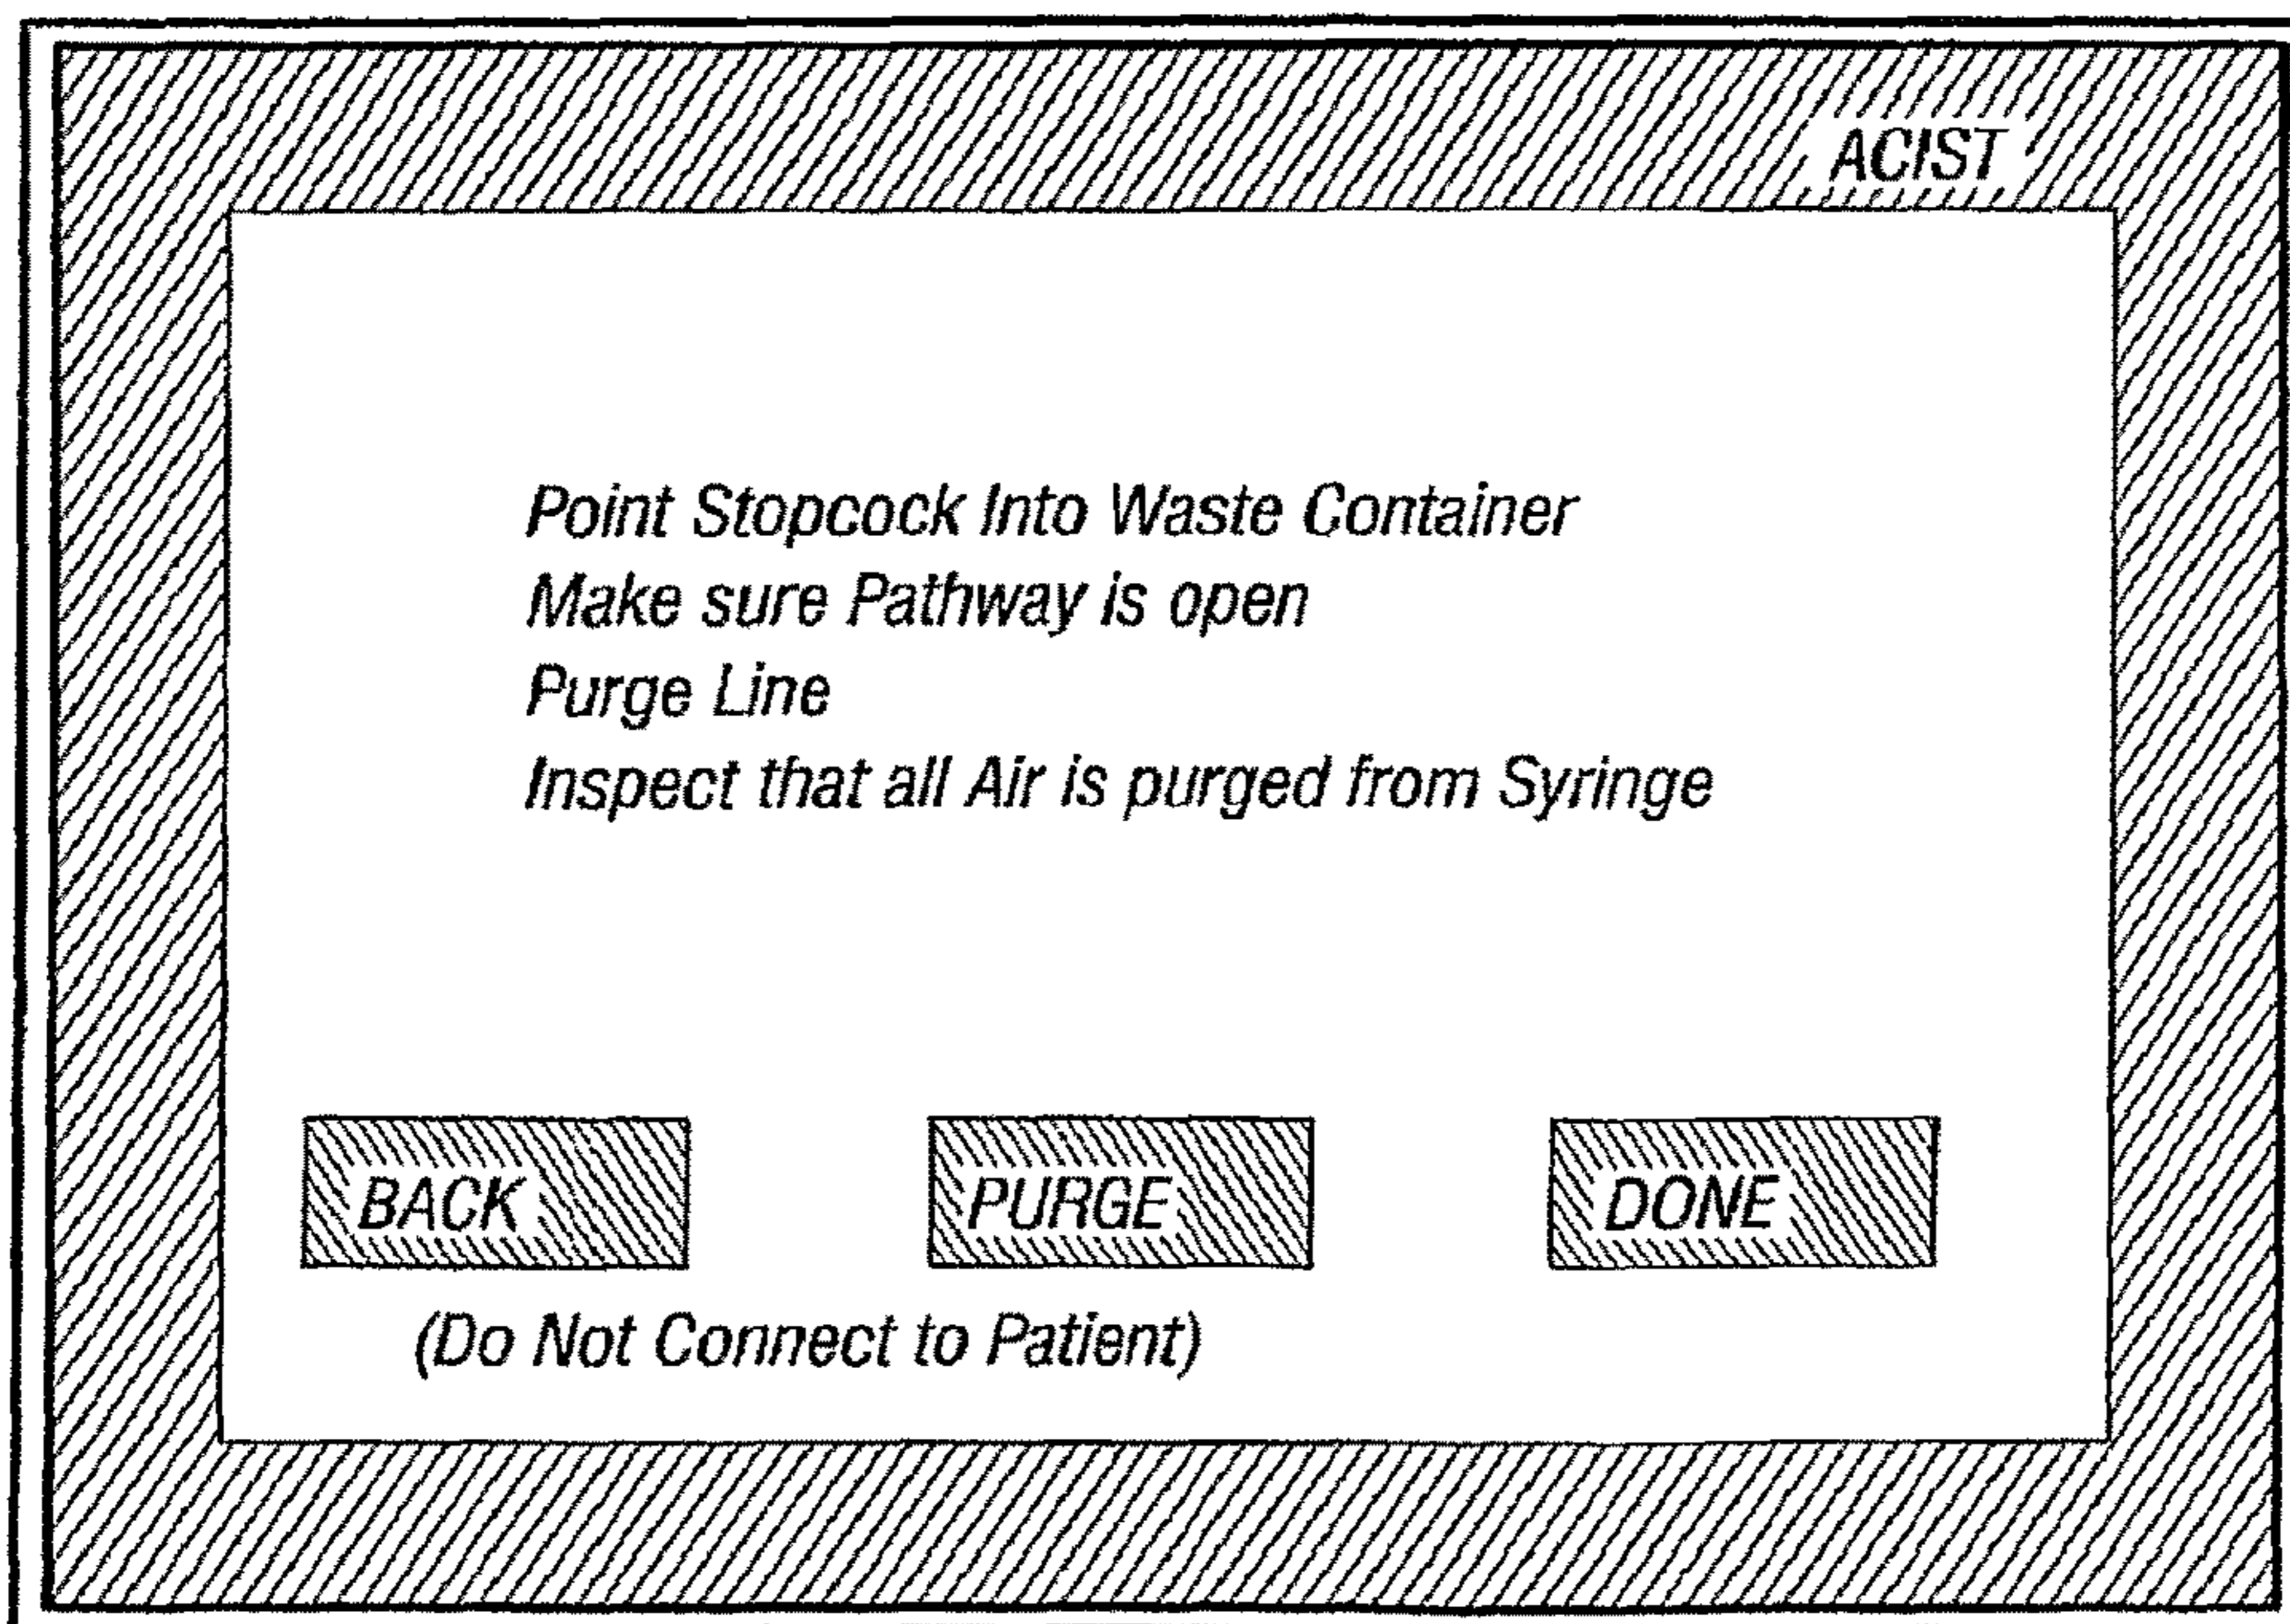 ACIST
Point Stopcock Into Waste Container
Make sure Pathway is open
Purge Line
Inspect that all Air is purged from Syringe
BACK PURGE DONE
(Do Not Connect to Patient)